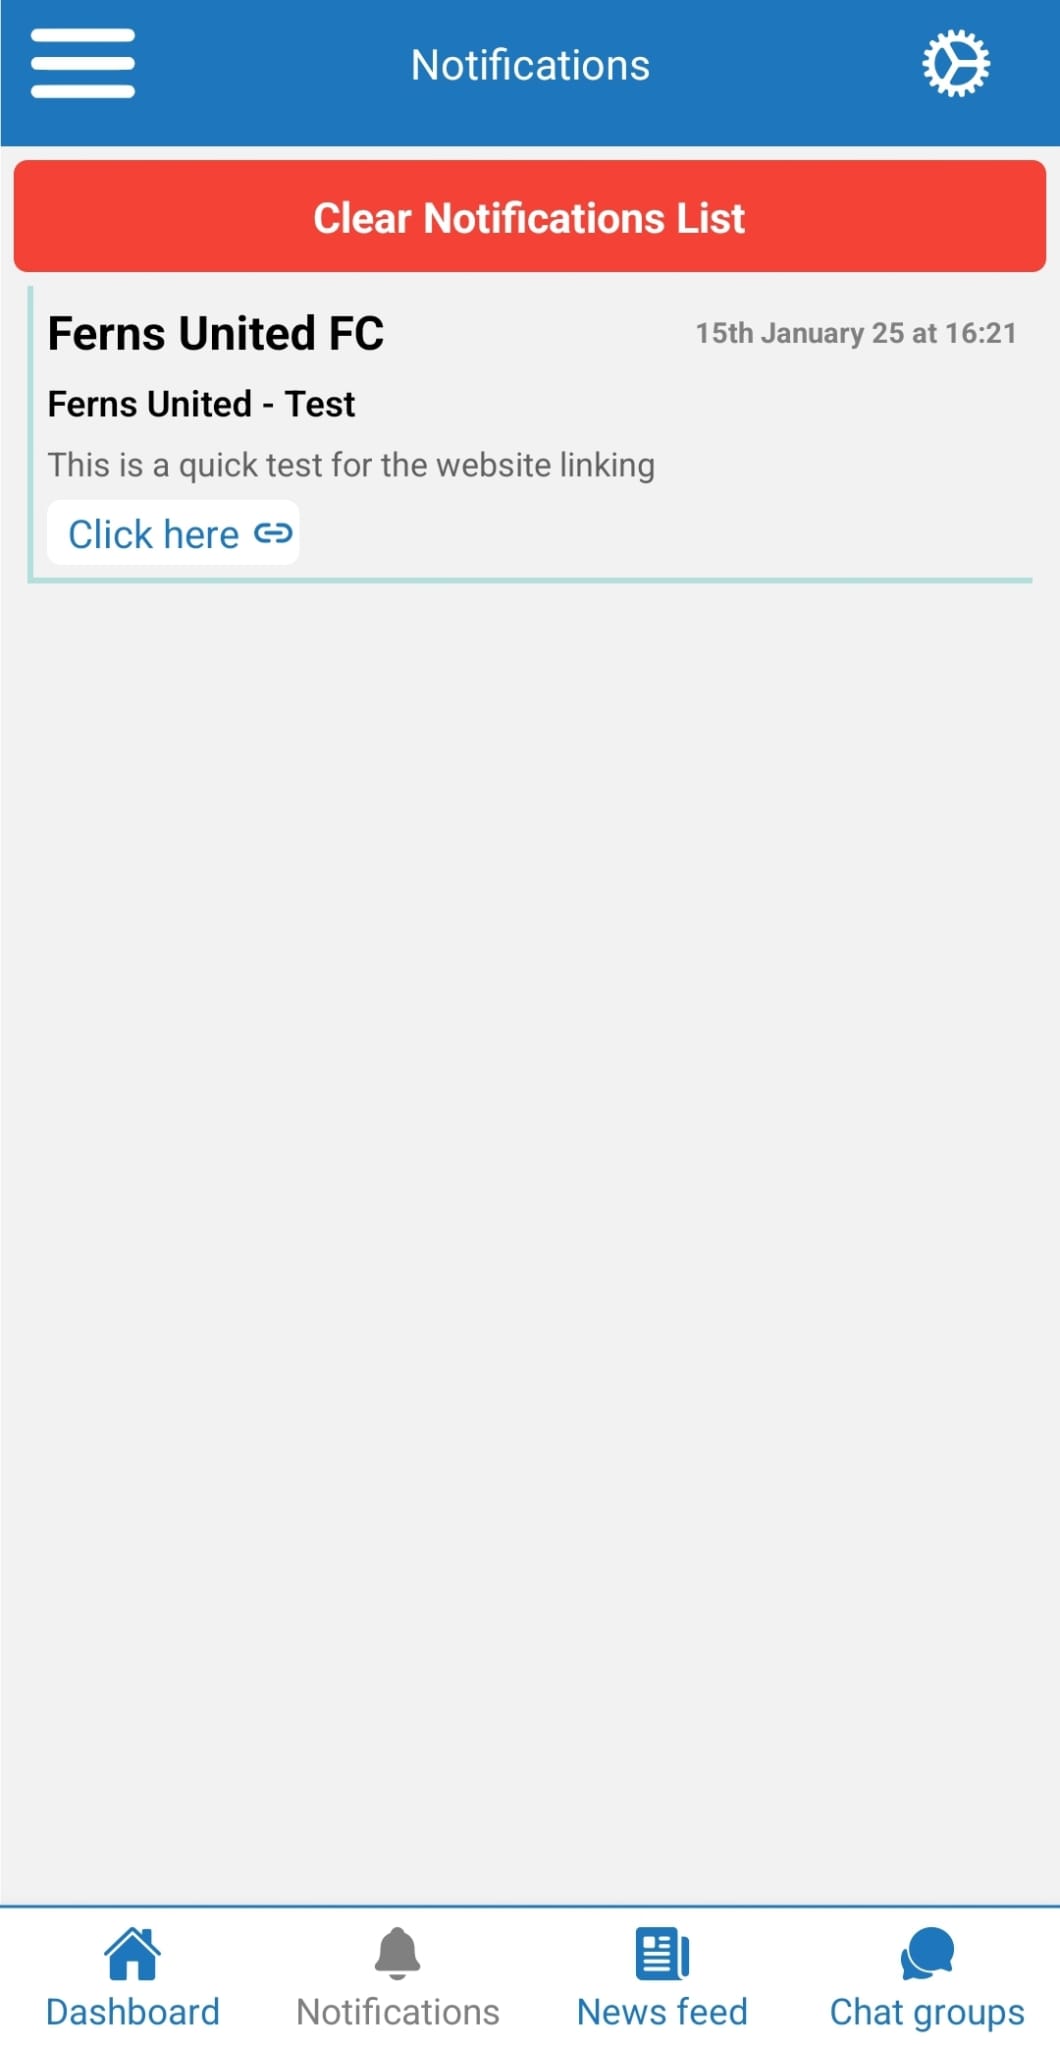 Notifications
Clear Notifications List
Ferns United FC
15th January 25 at 16:21
Ferns United - Test
This is a quick test for the website linking
Click here
Dashboard
Notifications
News feed
Chat groups